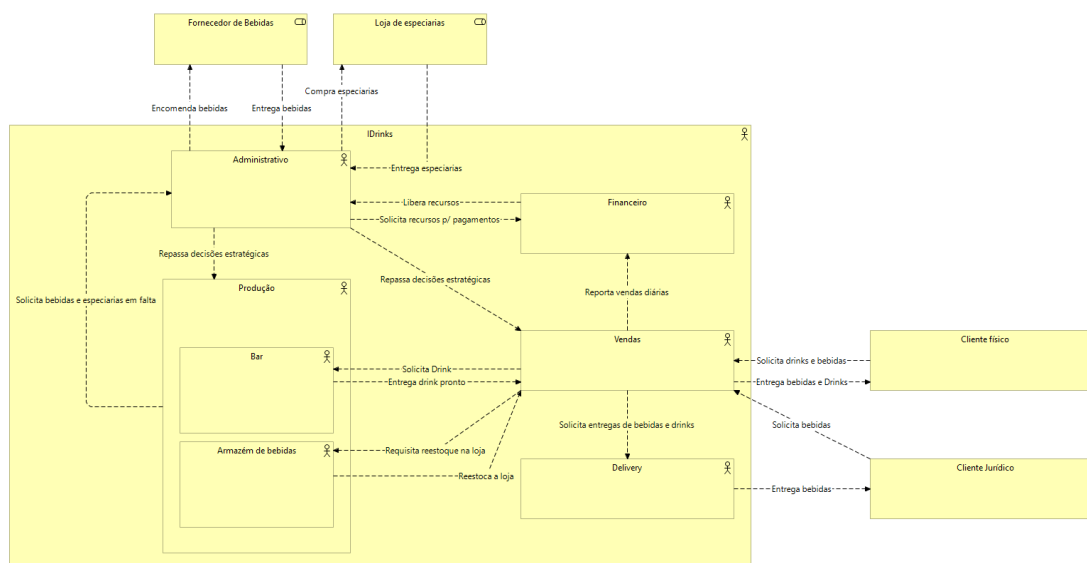 Fornecedor de Bebidas
Loja de especiarias
Compra especiarias
Encomenda bebidas
Entrega bebidas
IDrinks
Administrativo
Entrega especiarias
Libera recursos
Financeiro
Solicita recursos p/ pagamentos
Repassa decisões estratégicas
Repassa decisões estratégicas
Produção
Reporta vendas diárias
Solicita bebidas e especiarias em falta
Vendas
Cliente físico
Bar
Solicita drinks e bebidas
Solicita Drink
Entrega drink pronto
Entrega bebidas e Drinks
Solicita entregas de bebidas e drinks
Solicita bebidas
Armazém de bebidas
Requisita reestoque na loja
Delivery
Cliente Jurídico
Reestoca a loja
Entrega bebidas